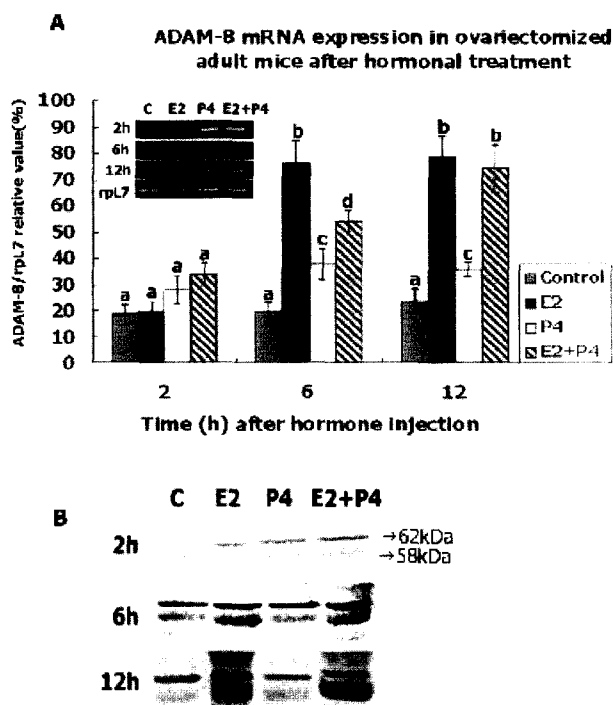 A
ADAM-8 mRNA expression in ovariectomized
adult mice after hormonal treatment
ADAM-8/rpL7 relative value(%)
100
90
80
70
60
50
40
30
20
10
0
C E2 P4 E2+P4
2h
6h
12h
rpL7
a a a a
a b c d
a b c b
Control
E2
P4
E2+P4
2 6 12
Time (h) after hormone injection
B
C E2 P4 E2+P4
2h
→62kDa
→58kDa
6h
12h